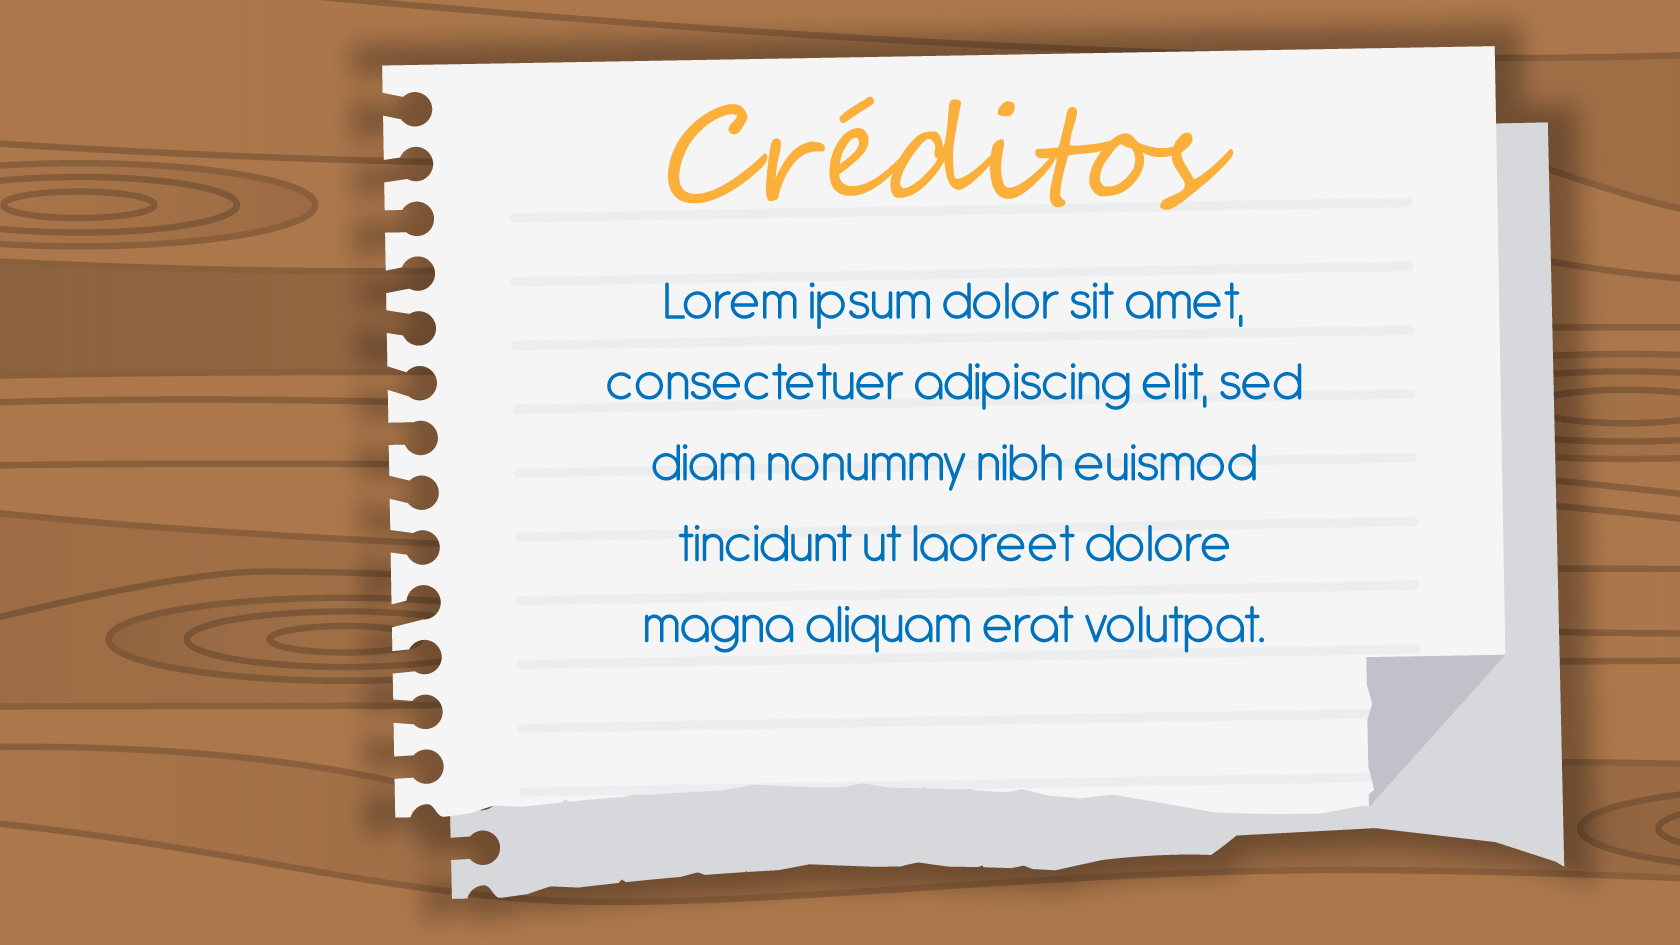 Créditos
Lorem ipsum dolor sit amet,
consectetuer adipiscing elit, sed
diam nonummy nibh euismod
tincidunt ut laoreet dolore
magna aliquam erat volutpat.